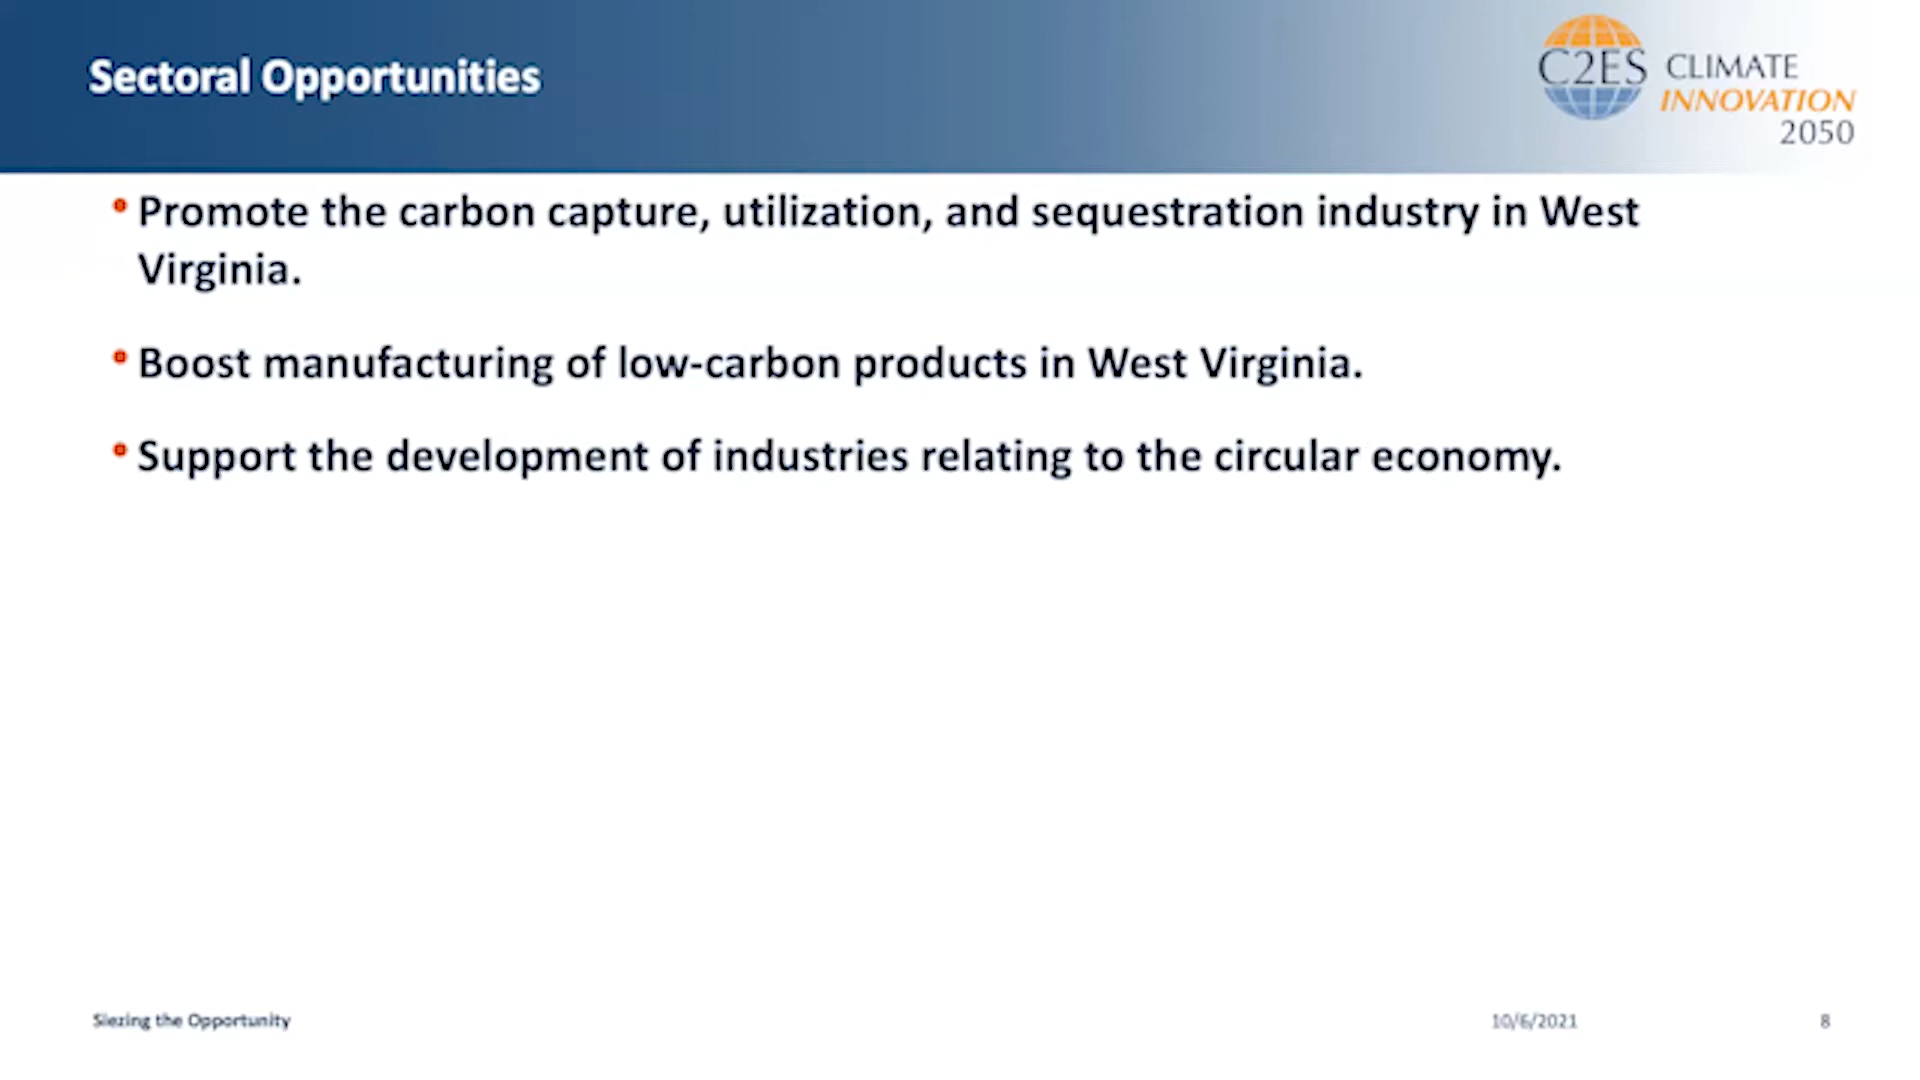 Sectoral Opportunities
C2ES CLIMATE
INNOVATION
2050
• Promote the carbon capture, utilization, and sequestration industry in West
Virginia.
• Boost manufacturing of low-carbon products in West Virginia.
• Support the development of industries relating to the circular economy.
Siezing the Opportunity 10/6/2021 8